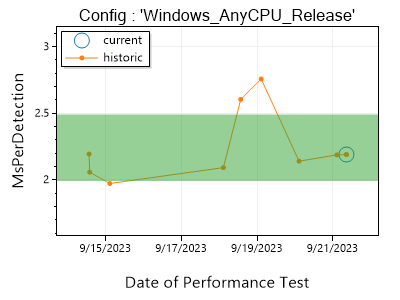 Config : 'Windows_AnyCPU_Release'
current
historic
MsPerDetection
3
2.5
2
9/15/2023
9/17/2023
9/19/2023
9/21/2023
Date of Performance Test